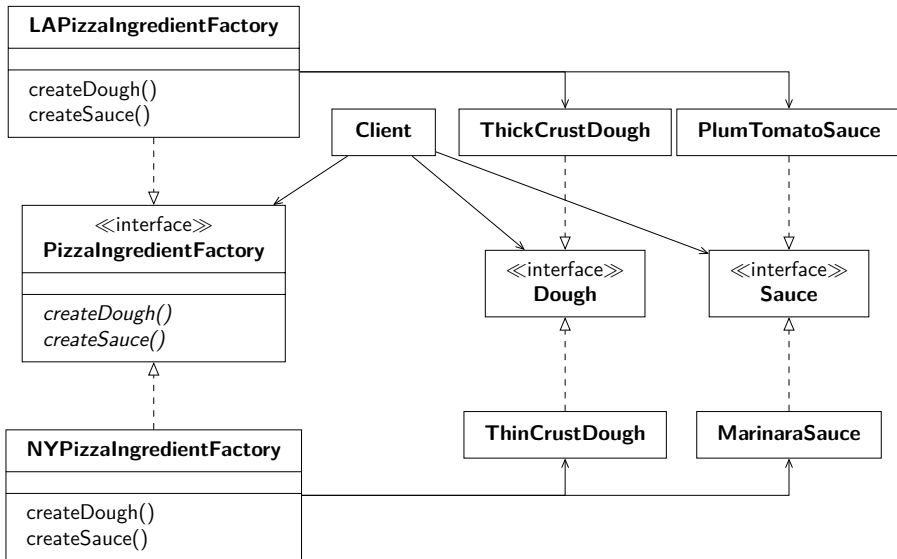 LAPizzaIngredientFactory
createDough()
createSauce()
Client
ThickCrustDough
PlumTomatoSauce
≪interface≫
PizzaIngredientFactory
createDough()
createSauce()
≪interface≫
Dough
≪interface≫
Sauce
NYPizzaIngredientFactory
createDough()
createSauce()
ThinCrustDough
MarinaraSauce